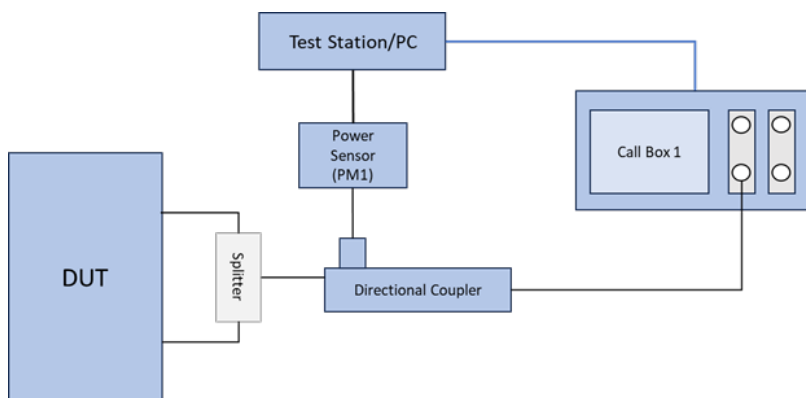 Test Station/PC
Power
Sensor
(PM1)
Call Box 1
DUT
Splitter
Directional Coupler